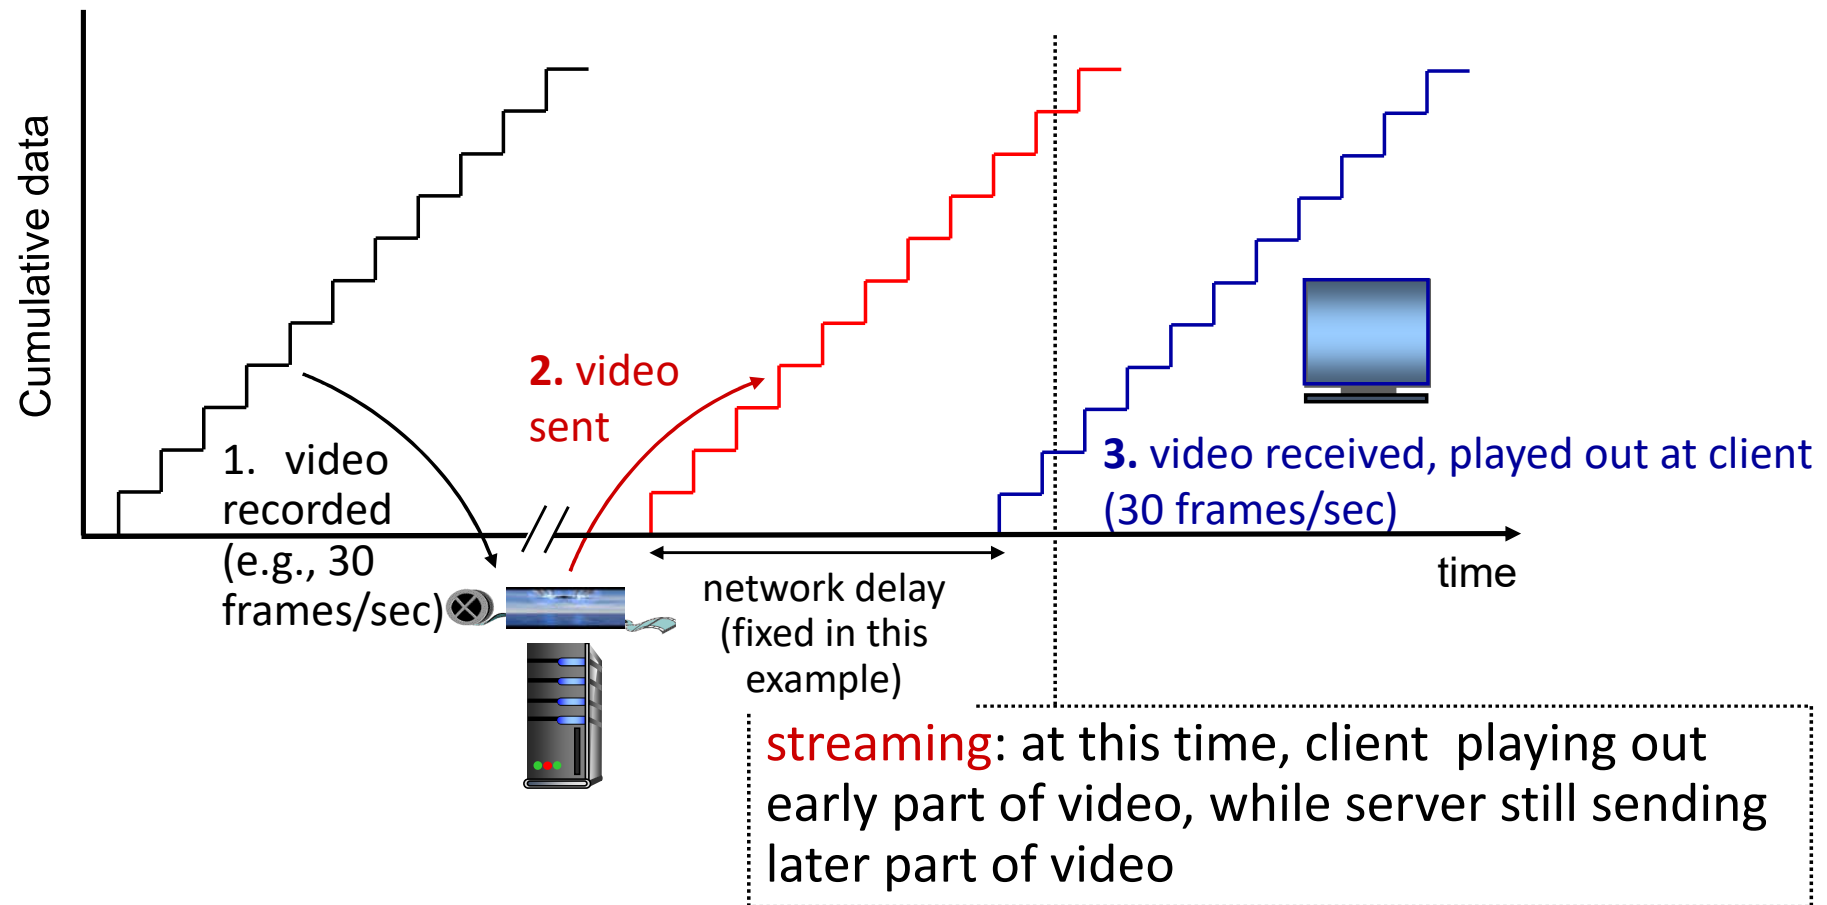 Cumulative data
1. video
recorded
(e.g., 30
frames/sec)
2. video
sent
3. video received, played out at client
(30 frames/sec)
time
network delay
(fixed in this
example)
streaming: at this time, client playing out
early part of video, while server still sending
later part of video